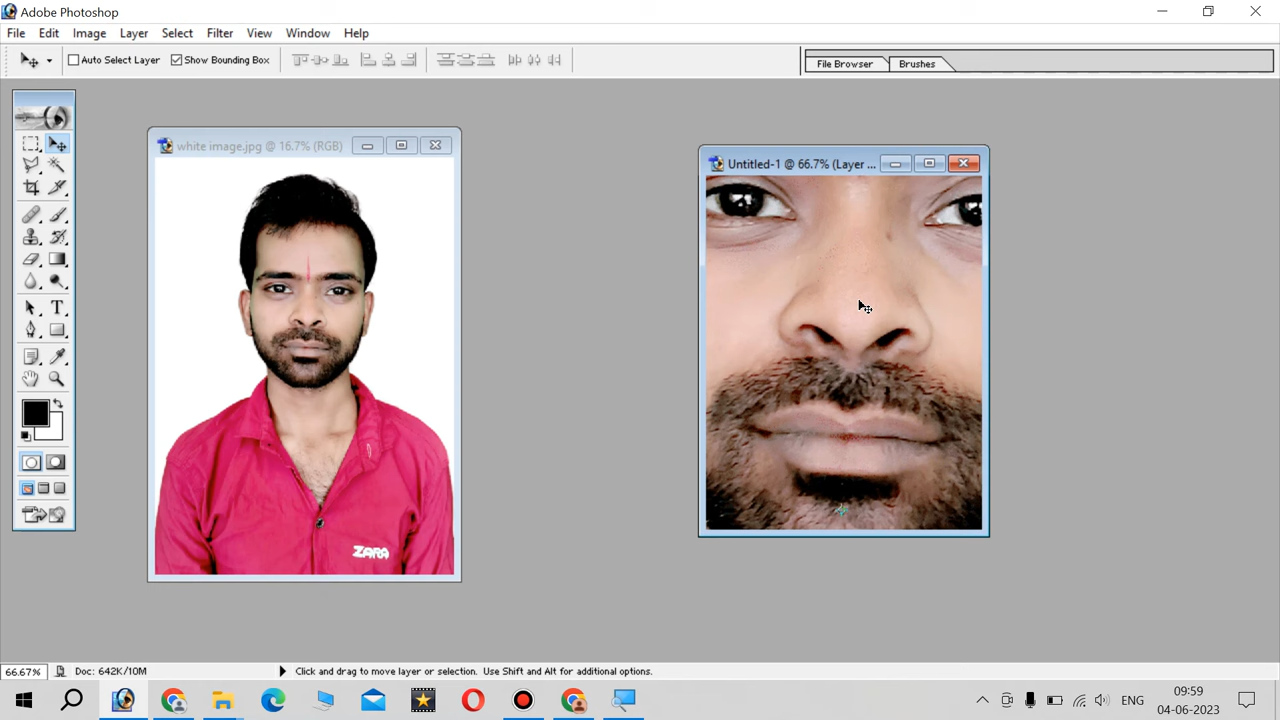 Adobe Photoshop
File Edit Image Layer Select Filter View Window Help
Auto Select Layer Show Bounding Box File Browser Brushes
white image.jpg @ 16.7% (RGB)
Untitled-1 @ 66.7% (Layer ...
T
ZARA
66.67% Doc: 642K/10M Click and drag to move layer or selection. Use Shift and Alt for additional options.
ENG 09:59
04-06-2023